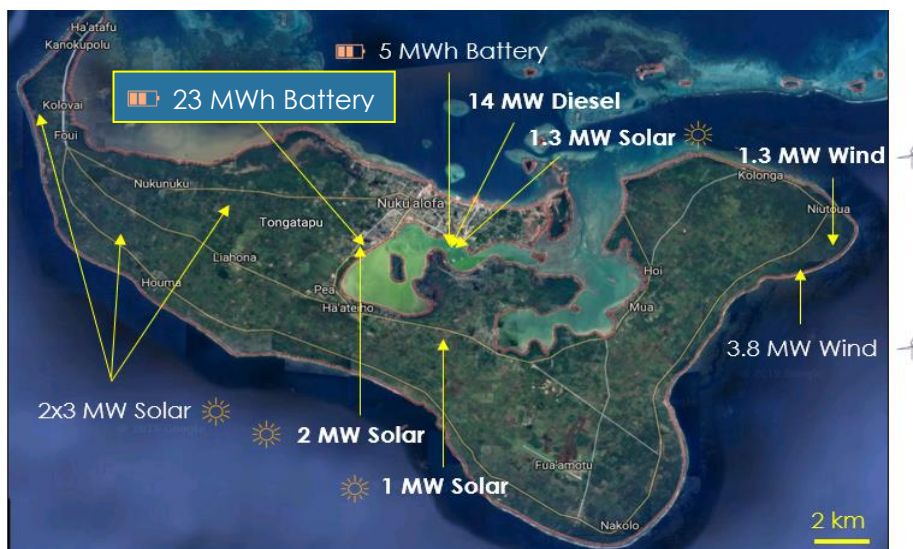 Ha'atafu
Kanokupolu
5 MWh Battery
23 MWh Battery
14 MW Diesel
Kolovai
1.3 MW Solar
Foui
1.3 MW Wind
Kolonga
Nukunuku
Nuku'alofa
Niutoua
Tongatapu
Liahona
Hoi
Houma
Pea
Mua
Ha'ateiho
3.8 MW Wind
2x3 MW Solar
2 MW Solar
Fua'amotu
1 MW Solar
Nakolo
2 km